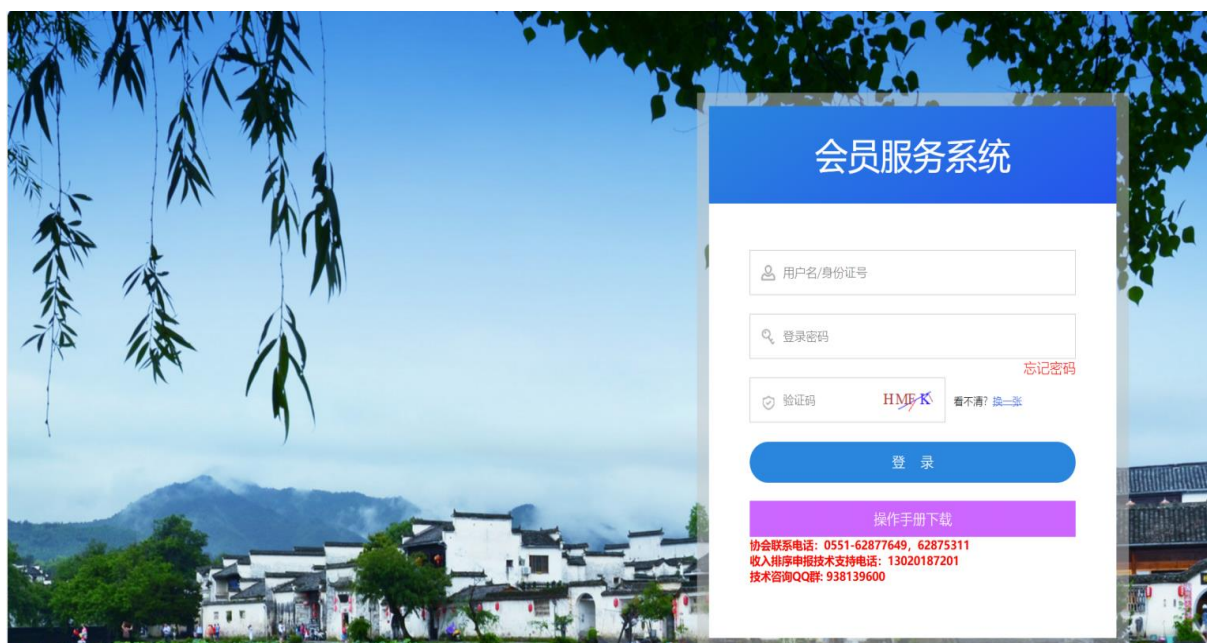 会员服务系统
用户名/身份证号
登录密码
忘记密码
验证码 HMFK 看不清? 换一张
登 录
操作手册下载
协会联系电话：0551-62877649，62875311
收入排序申报技术支持电话：13020187201
技术咨询QQ群: 938139600